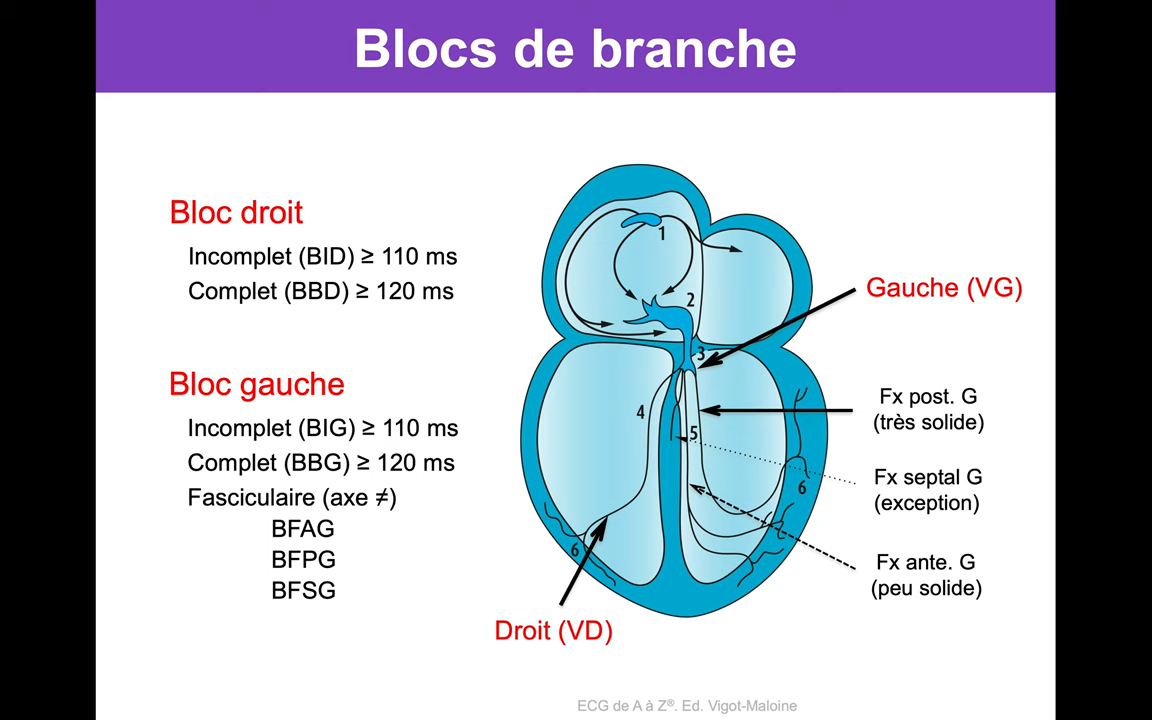 Blocs de branche
Bloc droit
Incomplet (BID) ≥ 110 ms
Complet (BBD) ≥ 120 ms
Bloc gauche
Incomplet (BIG) ≥ 110 ms
Complet (BBG) ≥ 120 ms
Fasciculaire (axe ≠)
BFAG
BFPG
BFSG
1
2
3
4
5
6
6
Gauche (VG)
Fx post. G
(très solide)
Fx septal G
(exception)
Fx ante. G
(peu solide)
Droit (VD)
ECG de A à Z®. Ed. Vigot-Maloine